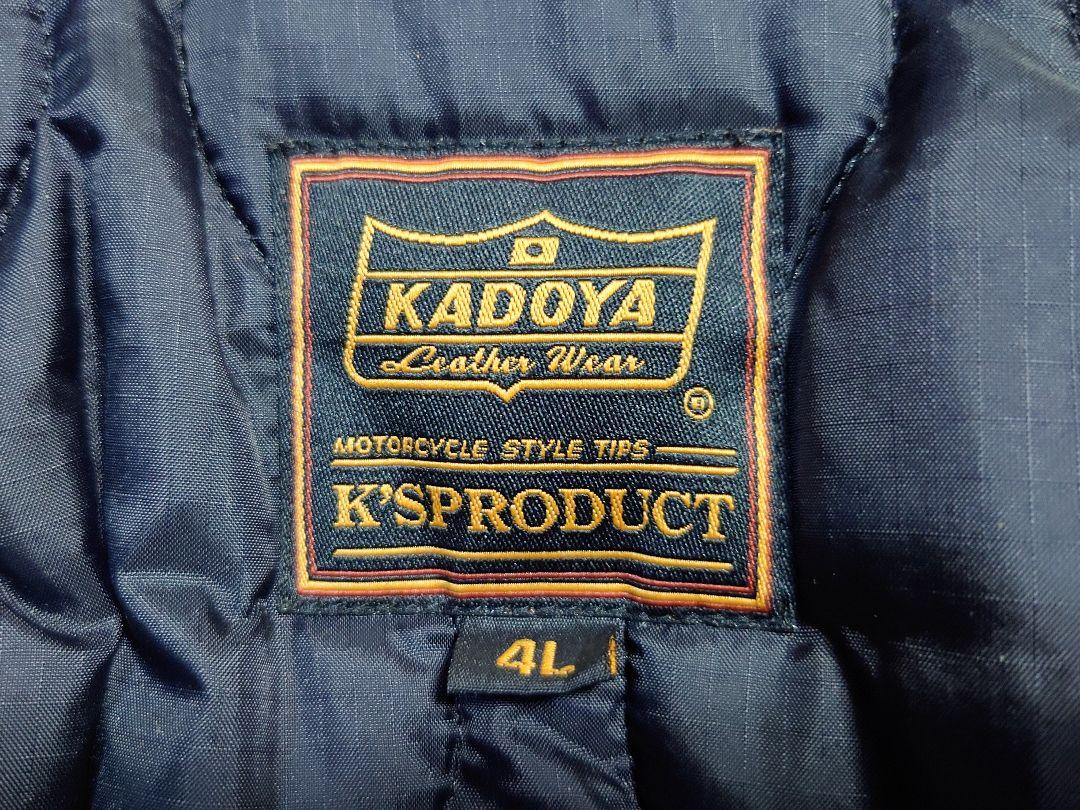 KADOYA
Leather Wear
®
MOTORCYCLE STYLE TIPS
K'SPRODUCT
4L